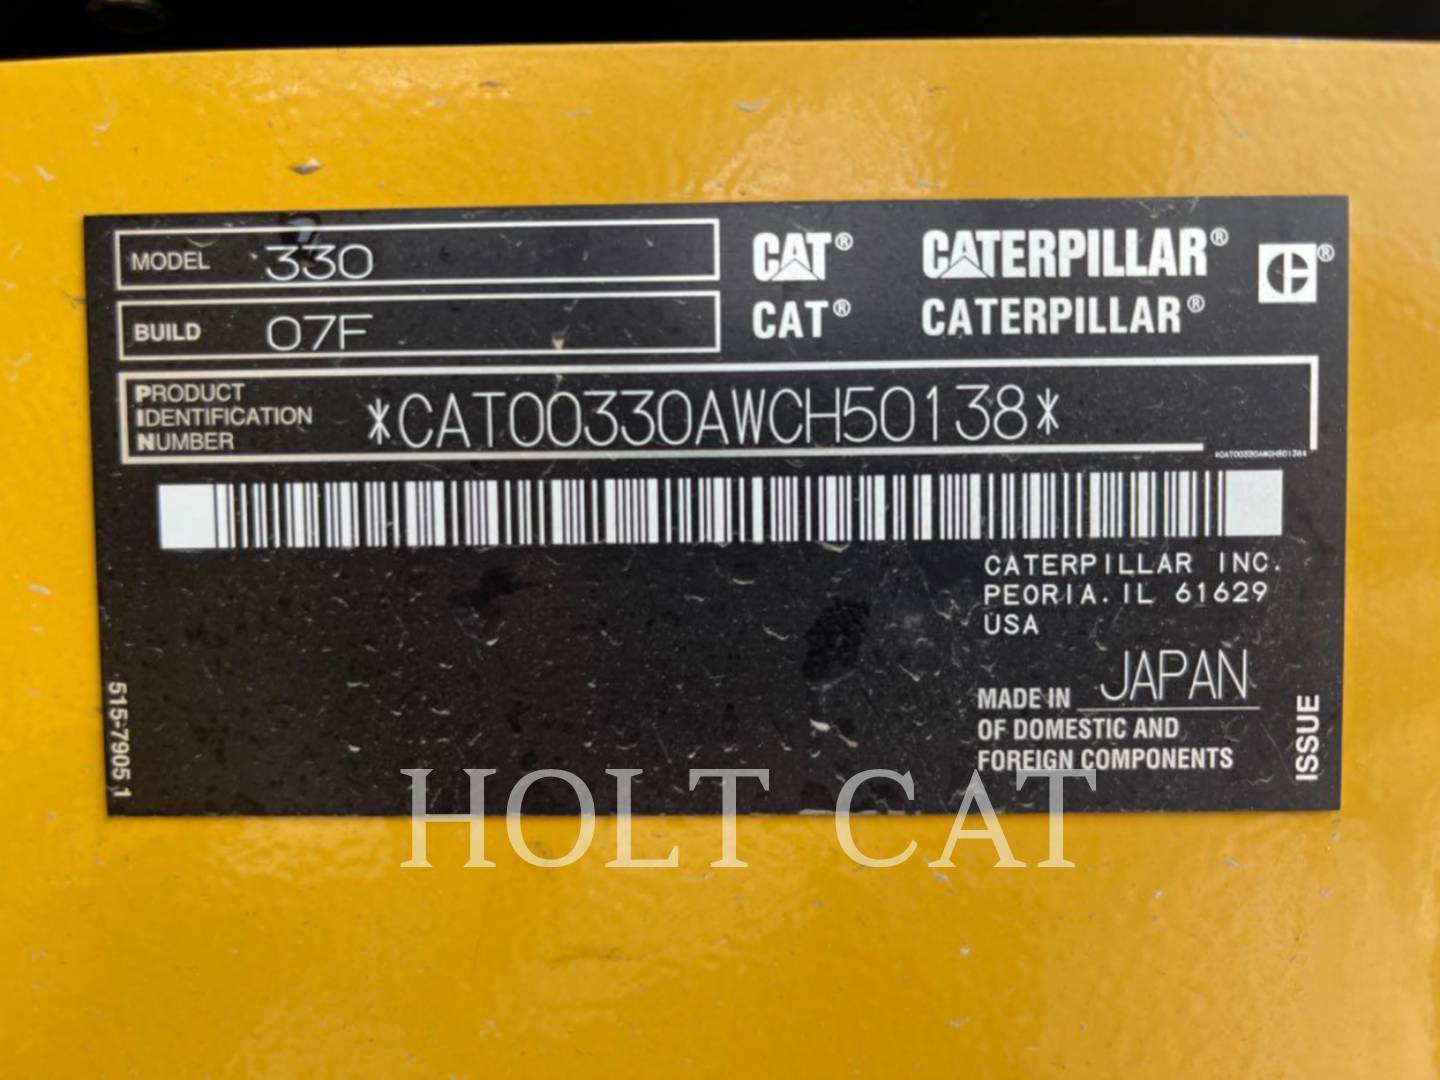 MODEL 330
BUILD 07F
CAT® CATERPILLAR® ®
CAT® CATERPILLAR®
PRODUCT
IDENTIFICATION
NUMBER
*CAT00330AWCH50138*
*CAT00330AWCH50138*
CATERPILLAR INC.
PEORIA. IL 61629
USA
MADE IN JAPAN
OF DOMESTIC AND
FOREIGN COMPONENTS
ISSUE
515-7905 1
HOLT CAT